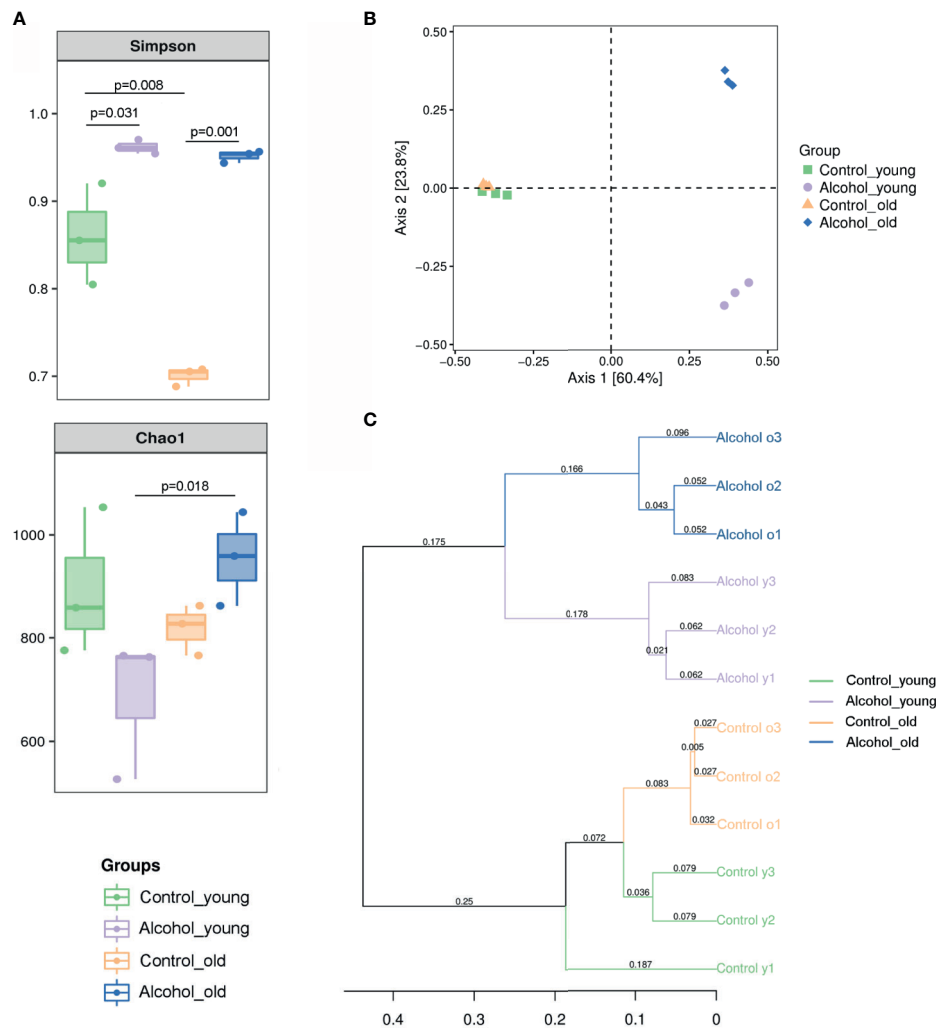 A
Simpson
p=0.008
p=0.031
p=0.001
1.0
0.9
0.8
0.7
Chao1
p=0.018
1000
800
600
Groups
Control_young
Alcohol_young
Control_old
Alcohol_old
B
0.50
0.25
0.00
−0.25
−0.50
Axis 2 [23.8%]
−0.50
−0.25
0.00
0.25
0.50
Axis 1 [60.4%]
Group
Control_young
Alcohol_young
Control_old
Alcohol_old
C
0.096
Alcohol o3
0.166
0.052
Alcohol o2
0.043
0.052
Alcohol o1
0.175
0.083
Alcohol y3
0.178
0.062
Alcohol y2
0.021
0.062
Alcohol y1
0.027
Control o3
0.005
0.027
Control o2
0.083
0.032
Control o1
0.072
0.079
Control y3
0.036
0.079
Control y2
0.25
0.187
Control y1
0.4
0.3
0.2
0.1
0
Control_young
Alcohol_young
Control_old
Alcohol_old